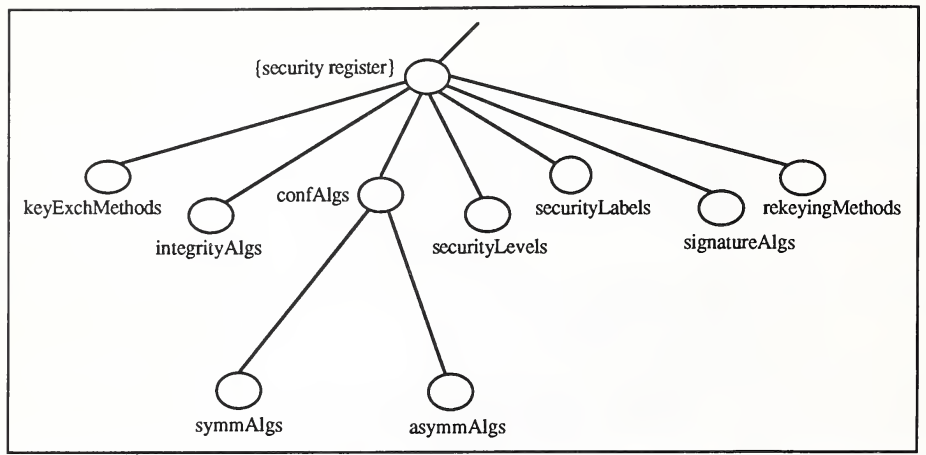 {security register}
keyExchMethods
integrityAlgs
confAlgs
securityLevels
securityLabels
signatureAlgs
rekeyingMethods
symmAlgs
asymmAlgs